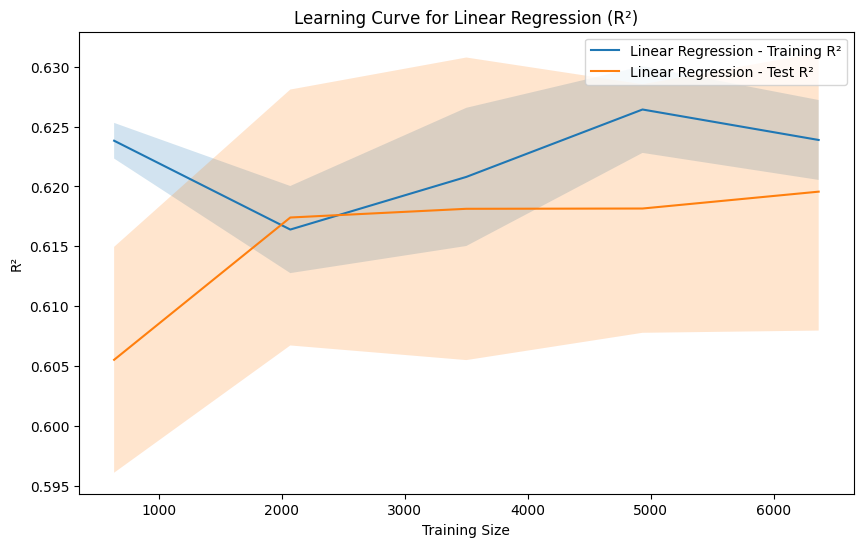 Learning Curve for Linear Regression (R²)
Linear Regression - Training R²
Linear Regression - Test R²
R²
0.630
0.625
0.620
0.615
0.610
0.605
0.600
0.595
1000 2000 3000 4000 5000 6000
Training Size